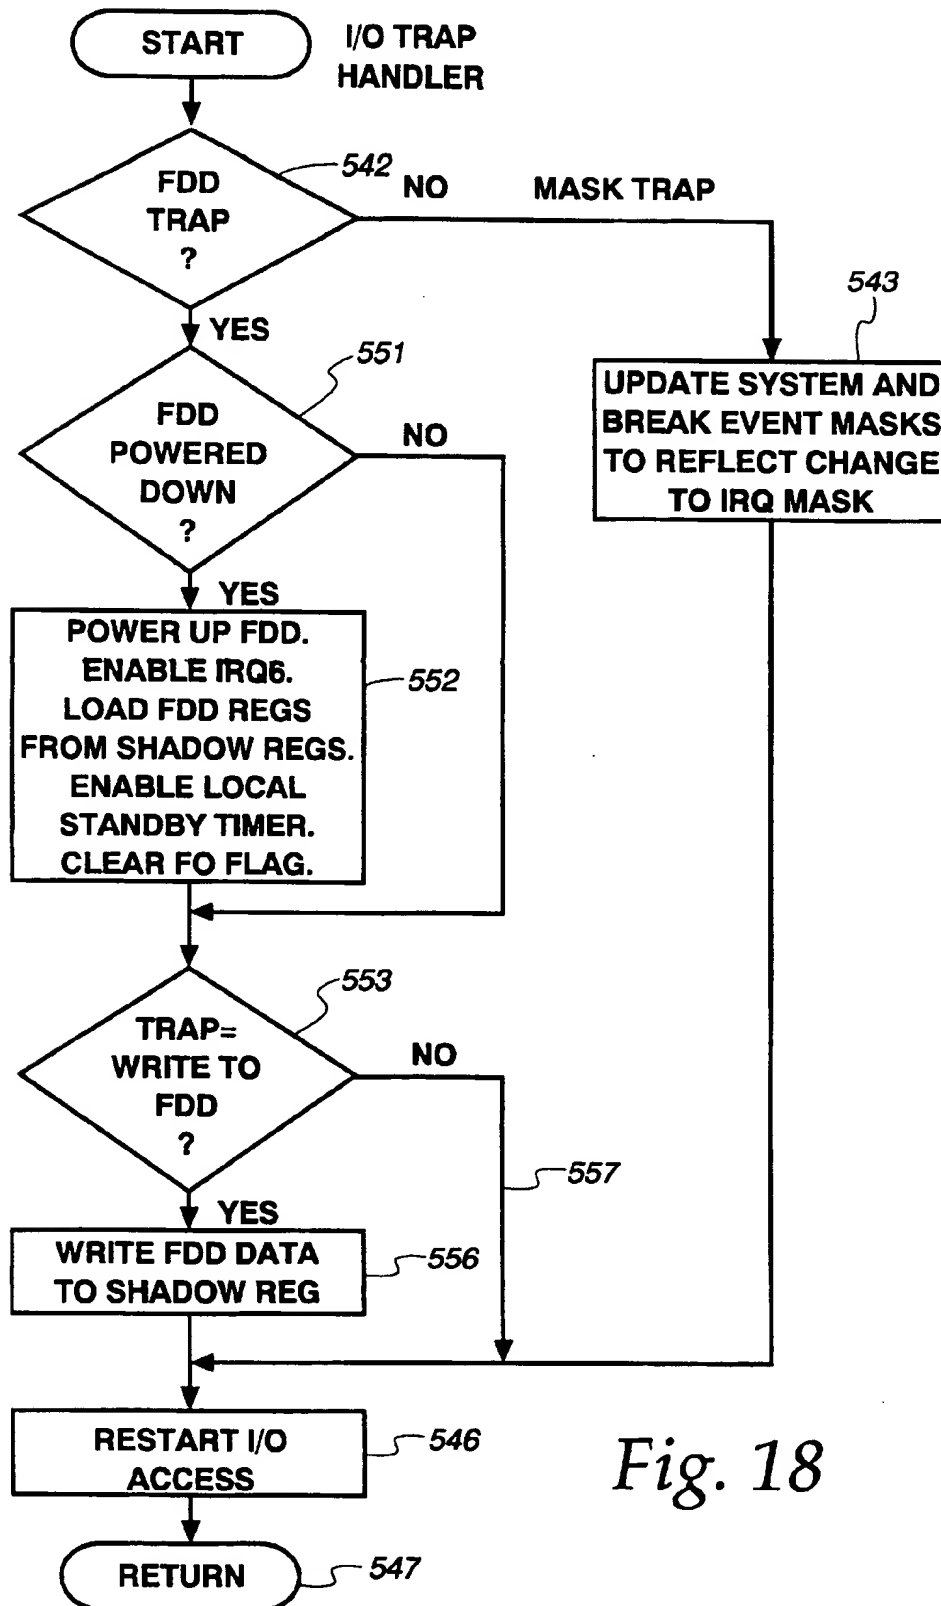 START
I/O TRAP
HANDLER
FDD
TRAP
?
542
NO
MASK TRAP
543
YES
UPDATE SYSTEM AND
BREAK EVENT MASKS
TO REFLECT CHANGE
TO IRQ MASK
551
FDD
POWERED
DOWN
?
NO
YES
POWER UP FDD.
ENABLE IRQ6.
LOAD FDD REGS
FROM SHADOW REGS.
ENABLE LOCAL
STANDBY TIMER.
CLEAR FO FLAG.
552
553
TRAP=
WRITE TO
FDD
?
NO
557
YES
WRITE FDD DATA
TO SHADOW REG
556
RESTART I/O
ACCESS
546
RETURN
547
Fig. 18